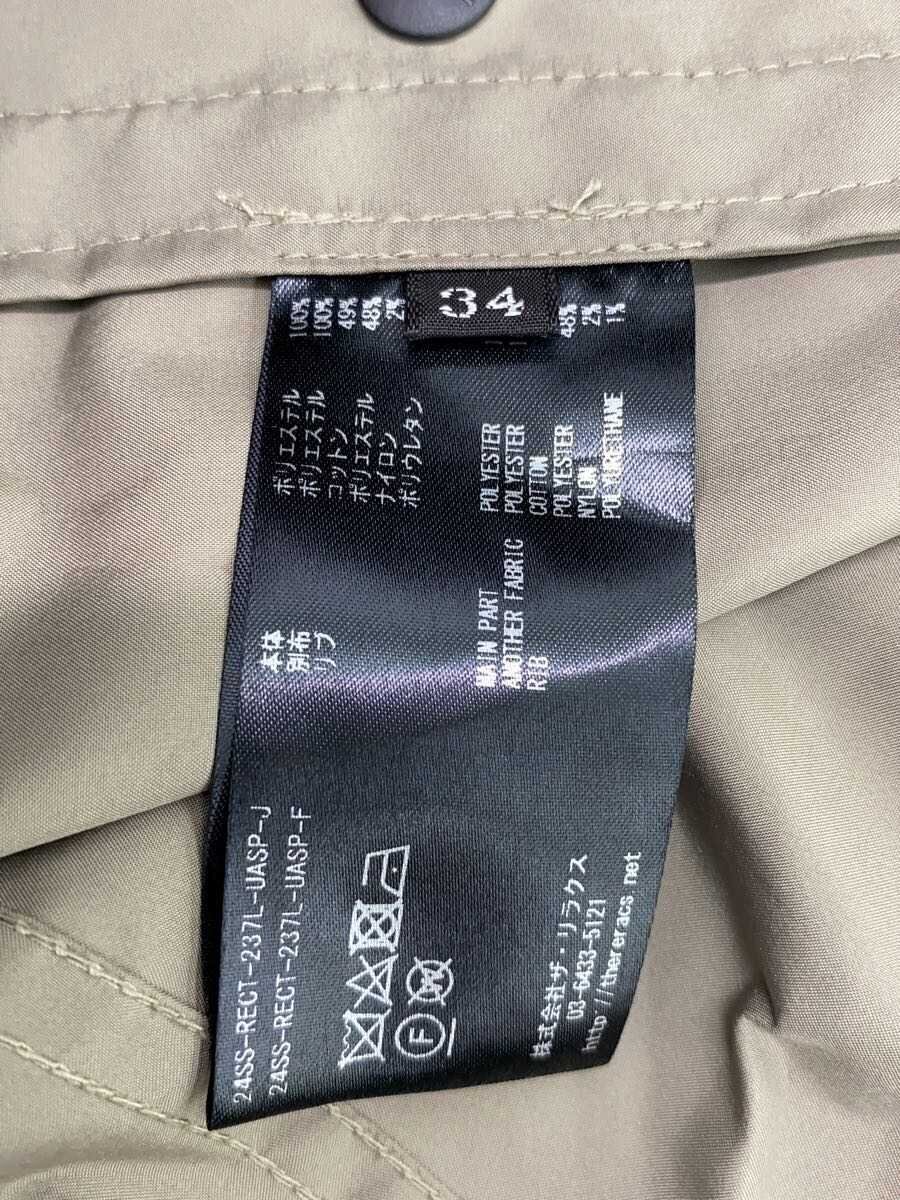 34
本体 ポリエステル 100%
別布 ポリエステル 100%
リブ コットン 49%
ポリエステル 48%
ナイロン 2%
ポリウレタン
MAIN PART POLYESTER
ANOTHER FABRIC POLYESTER
RIB COTTON
POLYESTER 48%
NYLON 2%
POLYURETHANE 1%
24SS-RECT-237L-UASP-J
24SS-RECT-237L-UASP-F
F
株式会社ザ・リラクス
03-6433-5121
http://thereracs.net